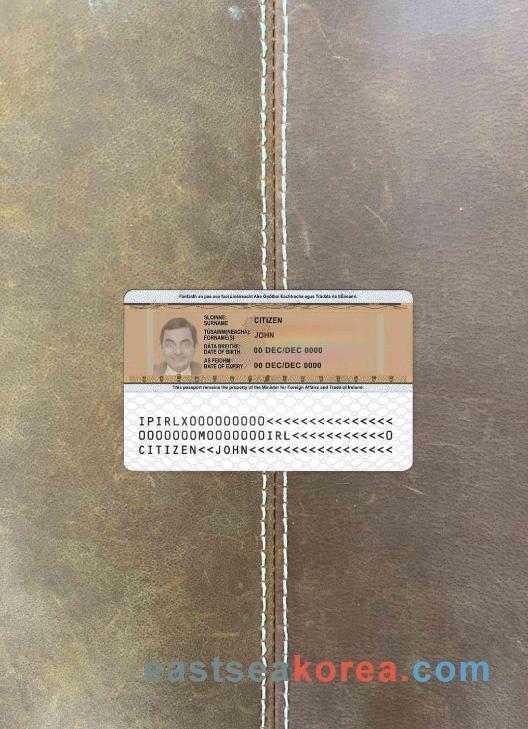 Fanfaidh an pas seo faoi úinéireacht Aire Gnóthaí Eachtracha agus Trádála na hÉireann.
SLOINNE:
SURNAME
CITIZEN
TÚSAINM(NEACHA):
FORNAME(S)
JOHN
DÁTA BREITHE:
DATE OF BIRTH
00 DEC/DEC 0000
AS FEIDHM:
DATE OF EXPIRY
00 DEC/DEC 0000
This passport remains the property of the Minister for Foreign Affairs and Trade of Ireland.
IPIRLX000000000<<<<<<<<<<<<<<<
0000000M0000000IRL<<<<<<<<<<<0
CITIZEN<<JOHN<<<<<<<<<<<<<<<<<
eastseakorea.com